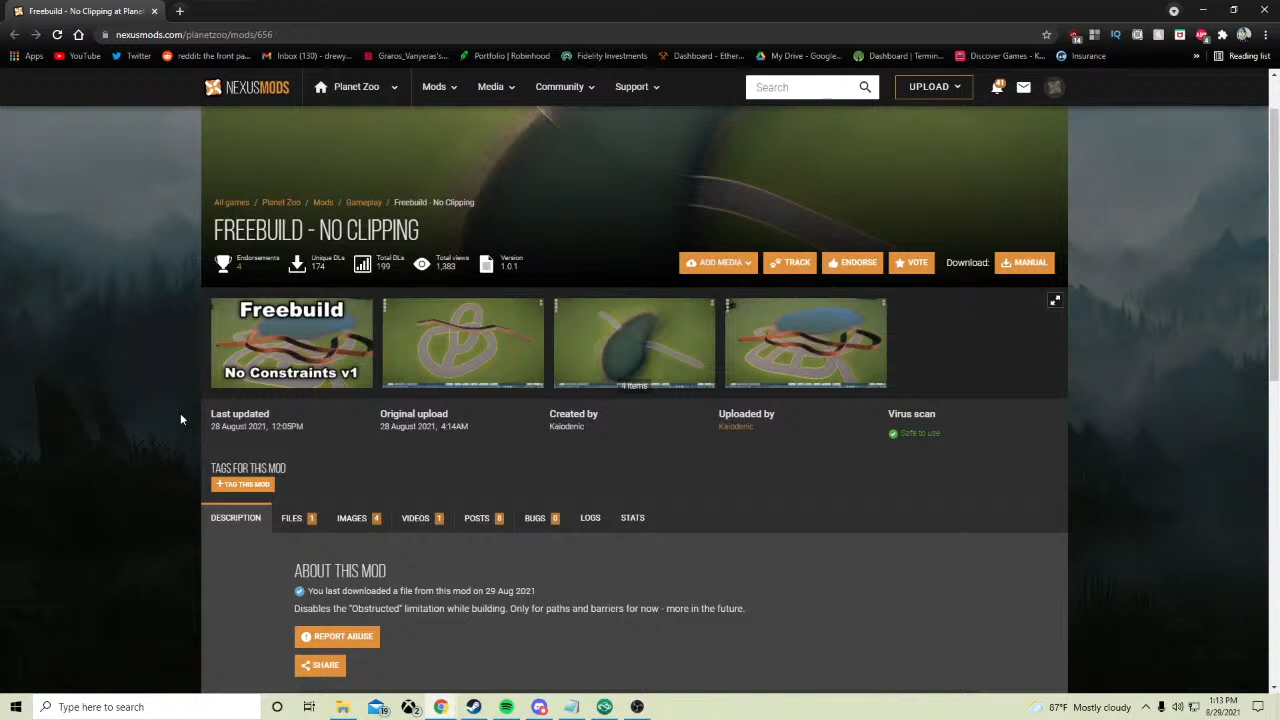 Freebuild - No Clipping at Planet
nexusmods.com/planetzoo/mods/656
Apps YouTube Twitter reddit: the front pa... Inbox (130) - drewy... Graros_Vanyeras's... Portfolio | Robinhood Fidelity Investments Dashboard - Ether... My Drive - Google... Dashboard | Termin... Discover Games - K... Insurance » Reading list
NEXUSMODS Planet Zoo Mods Media Community Support Search UPLOAD 41
All games / Planet Zoo / Mods / Gameplay / Freebuild - No Clipping
FREEBUILD - NO CLIPPING
Endorsements Unique DLs Total DLs Total views Version
4 174 199 1,383 1.0.1
ADD MEDIA TRACK ENDORSE VOTE Download: MANUAL
Freebuild
No Constraints v1
4 items
Last updated Original upload Created by Uploaded by Virus scan
28 August 2021, 12:05PM 28 August 2021, 4:14AM Kaiodenic Kaiodenic Safe to use
TAGS FOR THIS MOD
+ TAG THIS MOD
DESCRIPTION FILES 1 IMAGES 4 VIDEOS 1 POSTS 8 BUGS 0 LOGS STATS
ABOUT THIS MOD
You last downloaded a file from this mod on 29 Aug 2021
Disables the "Obstructed" limitation while building. Only for paths and barriers for now - more in the future.
REPORT ABUSE
SHARE
Type here to search 19 2 87°F Mostly cloudy 1:13 PM
8/29/2021